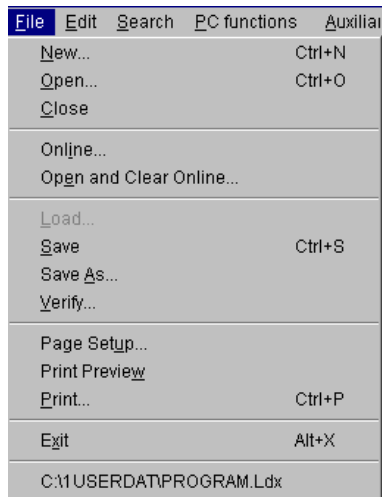 File Edit Search PC functions Auxiliar
New... Ctrl+N
Open... Ctrl+O
Close
Online...
Open and Clear Online...
Load...
Save Ctrl+S
Save As...
Verify...
Page Setup...
Print Preview
Print... Ctrl+P
Exit Alt+X
C:\1USERDAT\PROGRAM.Ldx